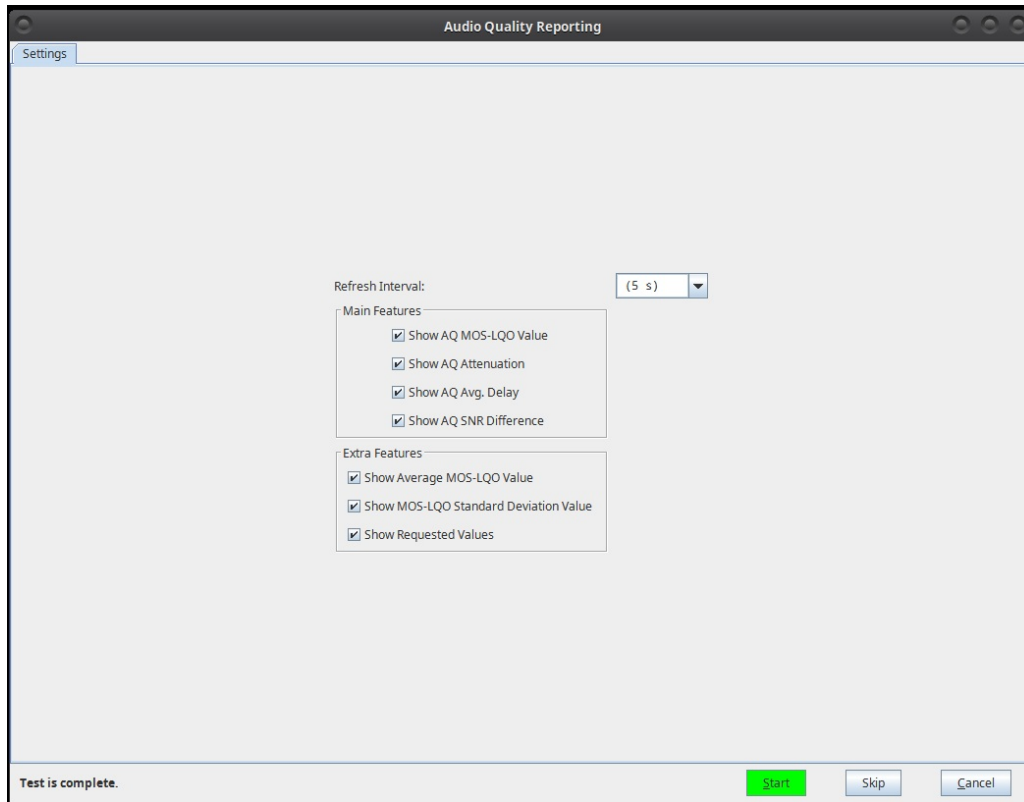 Audio Quality Reporting
Settings
Refresh Interval:
(5 s)
Main Features
Show AQ MOS-LQO Value
Show AQ Attenuation
Show AQ Avg. Delay
Show AQ SNR Difference
Extra Features
Show Average MOS-LQO Value
Show MOS-LQO Standard Deviation Value
Show Requested Values
Test is complete.
Start
Skip
Cancel